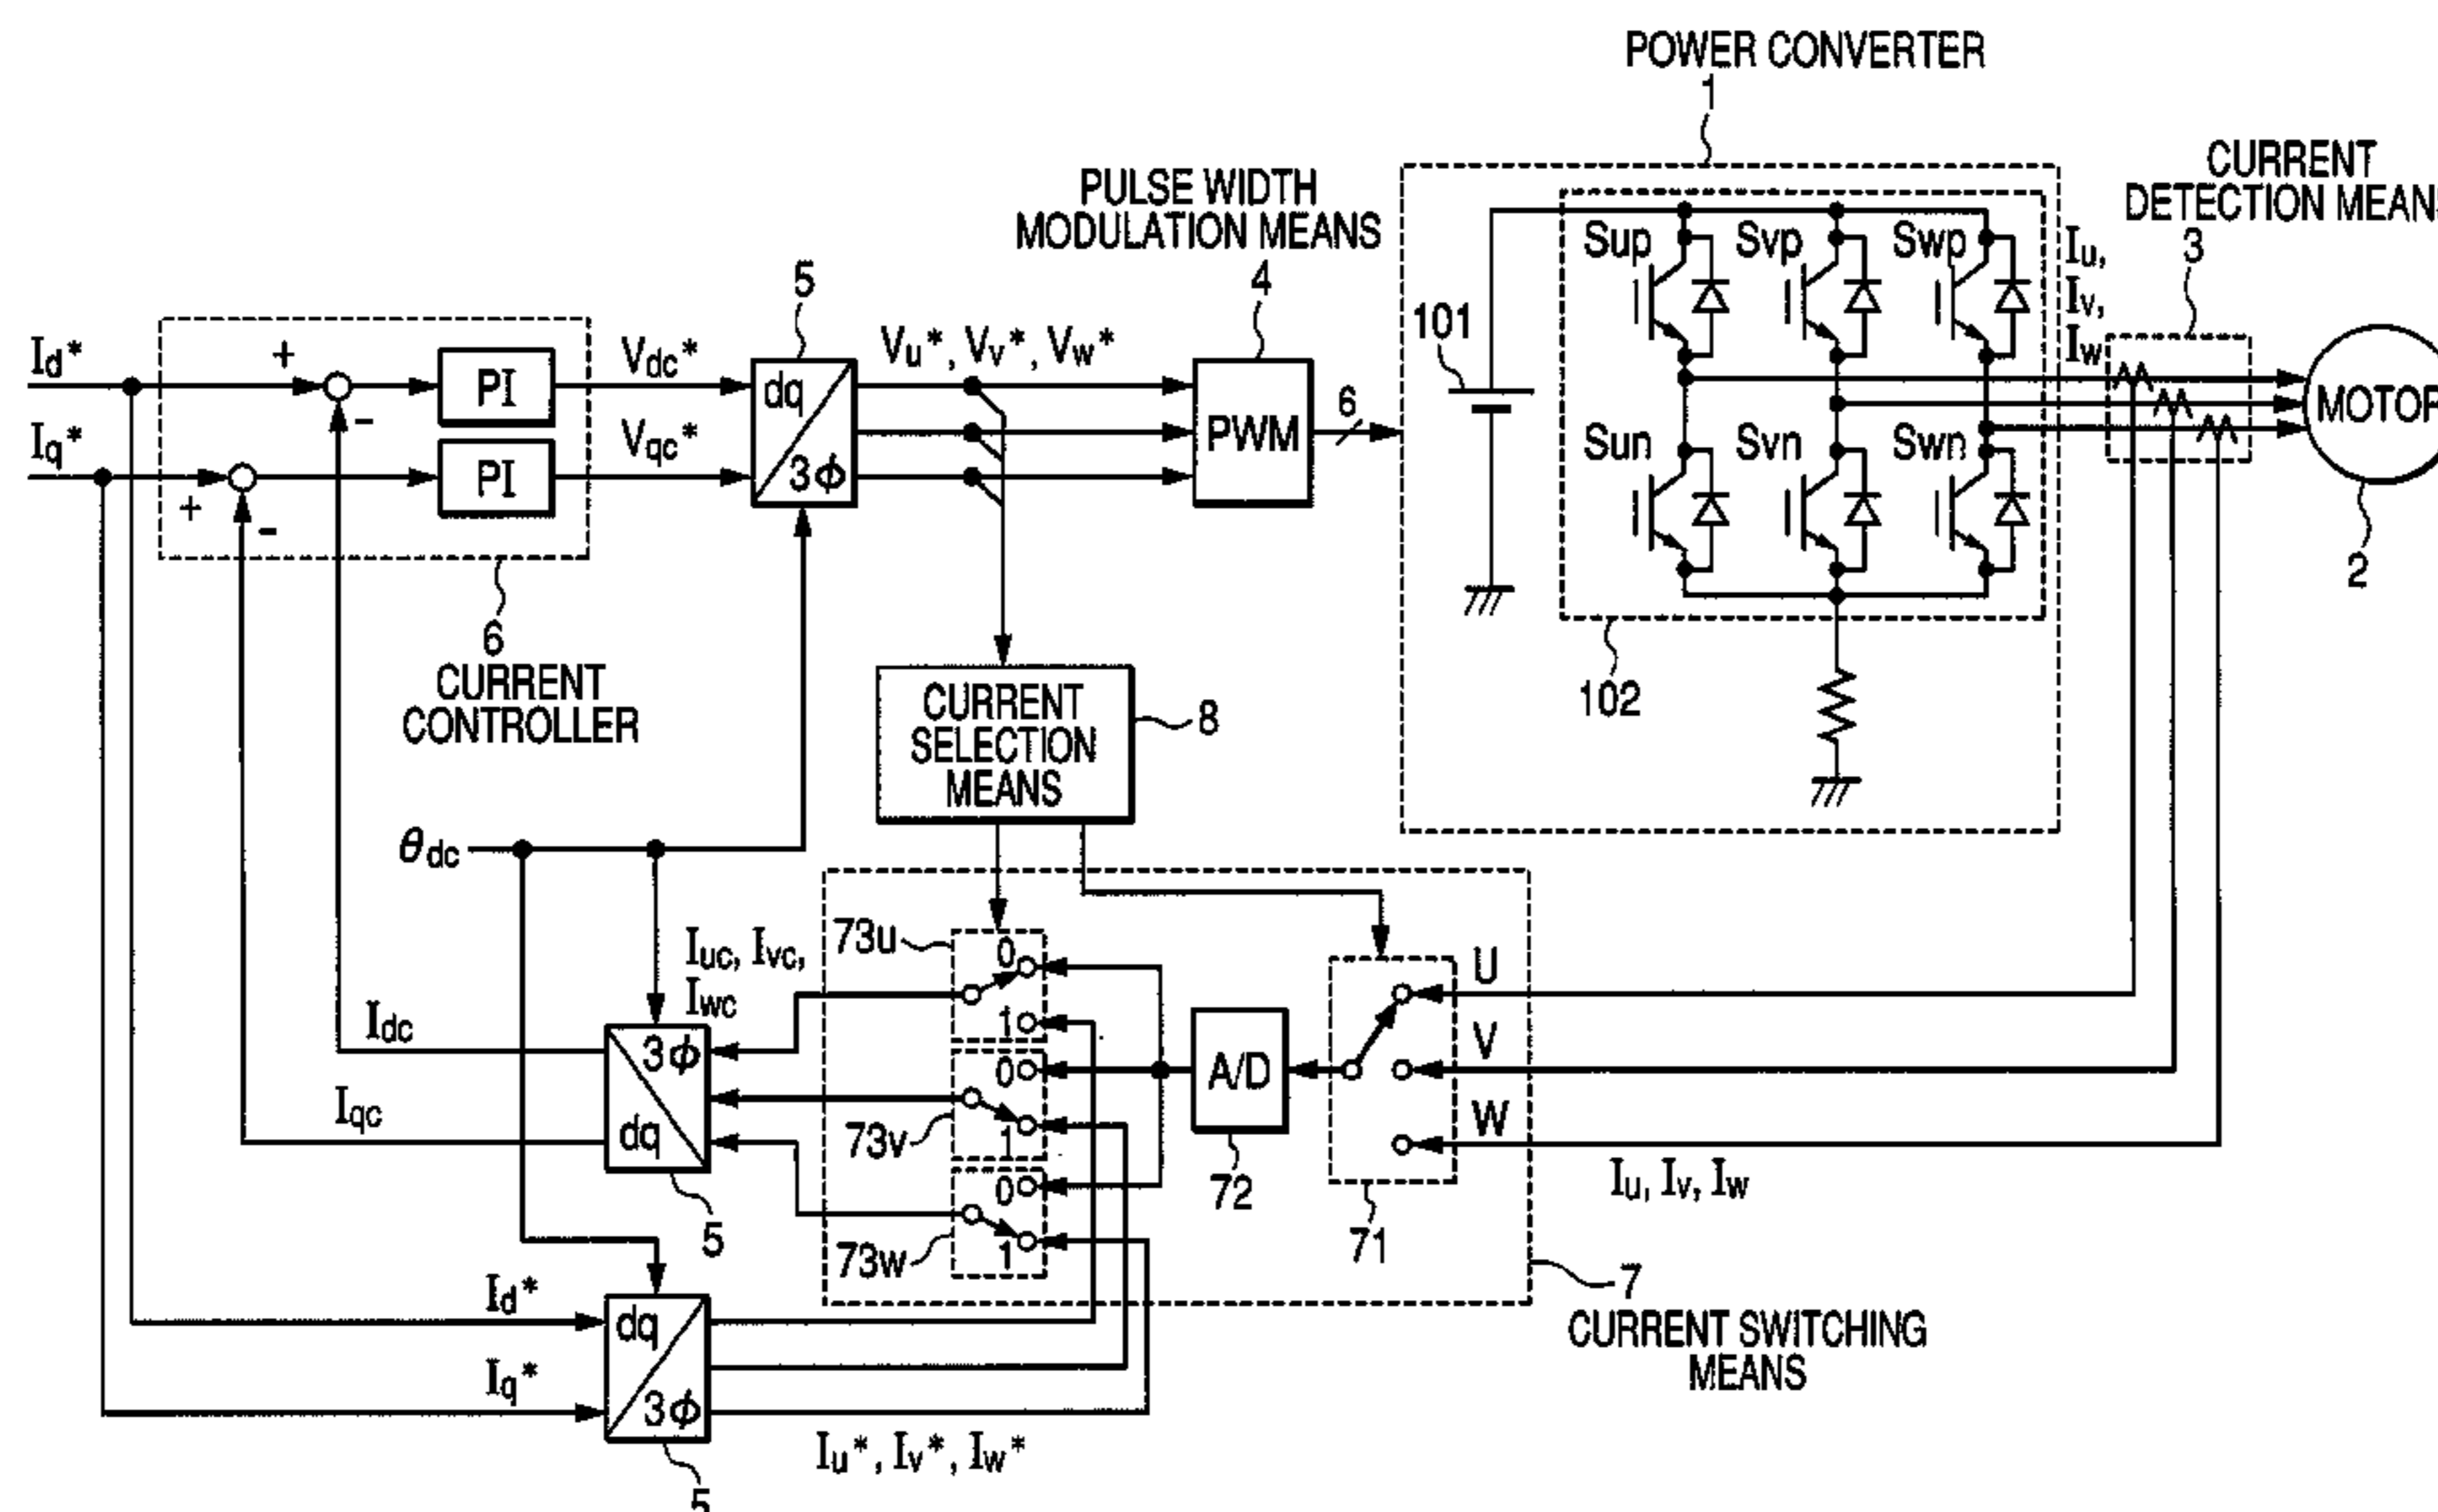 POWER CONVERTER
1
CURRENT
DETECTION MEANS
3
PULSE WIDTH
MODULATION MEANS
4
5
Id*
Iq*
+
-
+
-
PI
PI
Vdc*
Vqc*
dq
3ϕ
Vu*, Vv*, Vw*
PWM
6
101
Sup
Svp
Swp
Sun
Svn
Swn
Iu,
Iv,
Iw
MOTOR
2
102
6
CURRENT
CONTROLLER
CURRENT
SELECTION
MEANS
8
θdc
73u
0
1
73v
0
1
73w
0
1
Iuc, Ivc,
Iwc
Idc
Iqc
3ϕ
dq
5
A/D
72
U
V
W
71
Iu, Iv, Iw
7
CURRENT SWITCHING
MEANS
Id*
Iq*
dq
3ϕ
Iu*, Iv*, Iw*
5